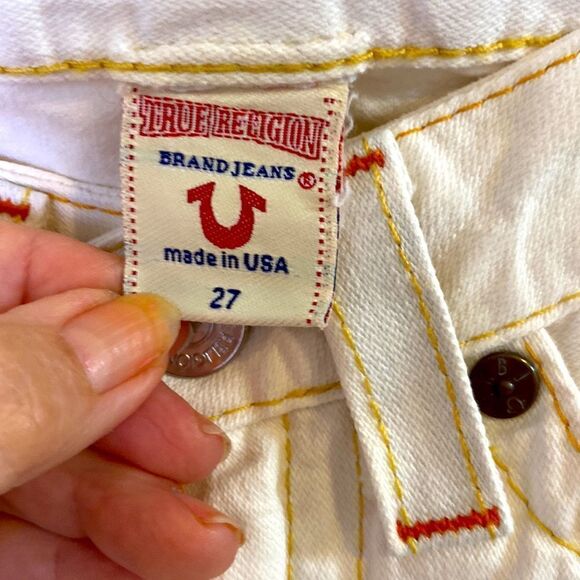 TRUE RELIGION
BRAND JEANS ®
made in USA
27